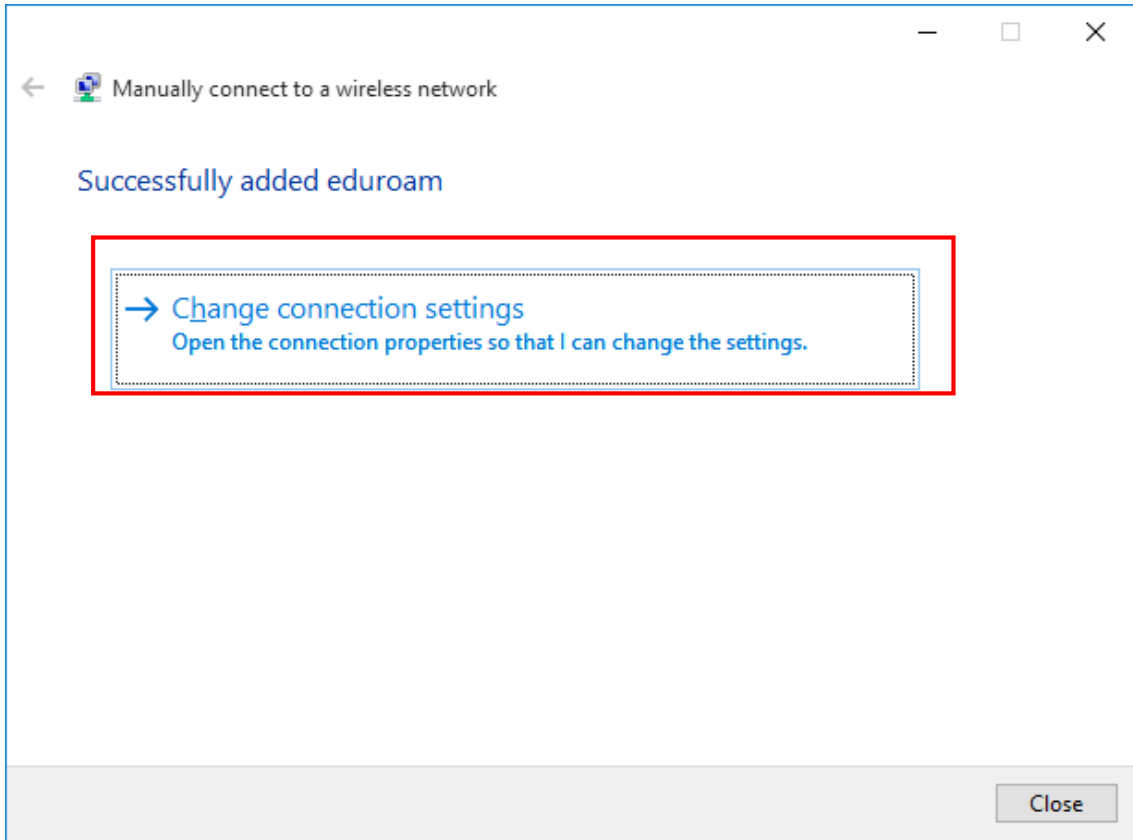 Manually connect to a wireless network
Successfully added eduroam
Change connection settings
Open the connection properties so that I can change the settings.
Close